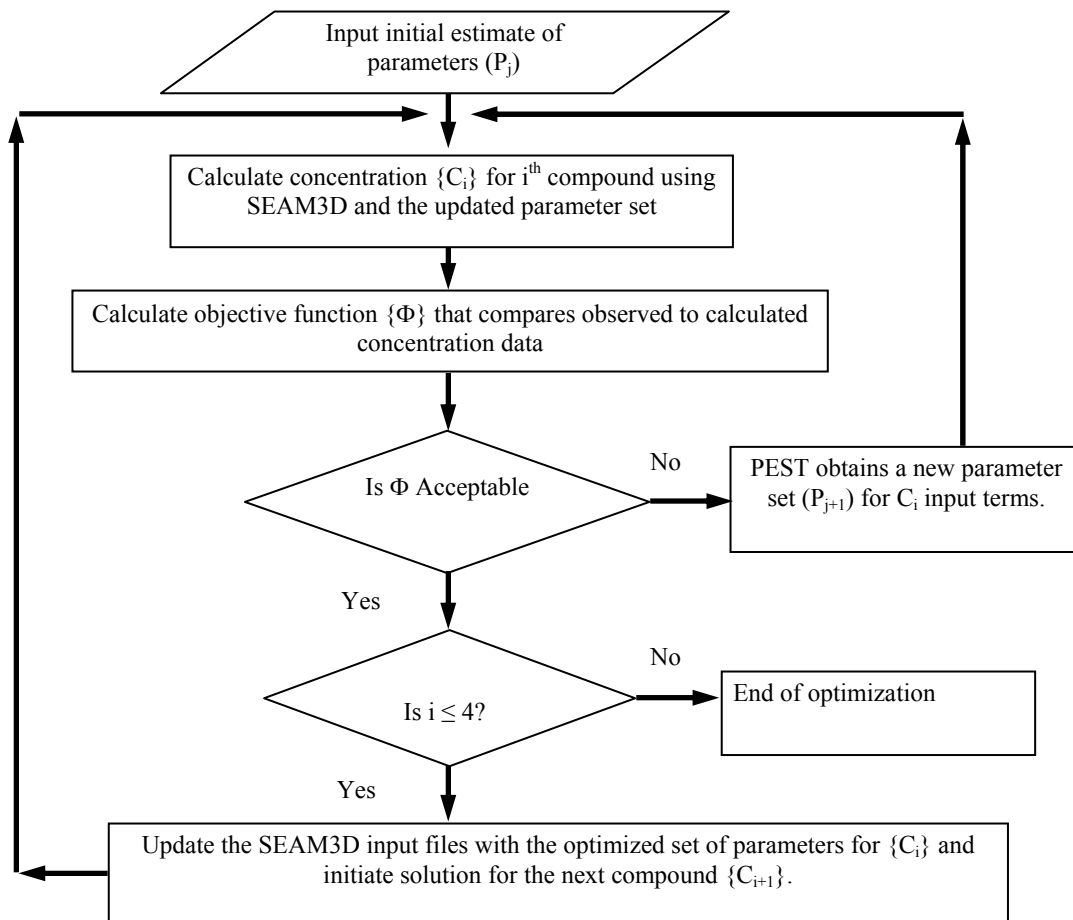 Input initial estimate of
parameters (Pj)
Calculate concentration {Ci} for ith compound using
SEAM3D and the updated parameter set
Calculate objective function {Φ} that compares observed to calculated
concentration data
Is Φ Acceptable
No
PEST obtains a new parameter
set (Pj+1) for Ci input terms.
Yes
Is i ≤ 4?
No
End of optimization
Yes
Update the SEAM3D input files with the optimized set of parameters for {Ci} and
initiate solution for the next compound {Ci+1}.